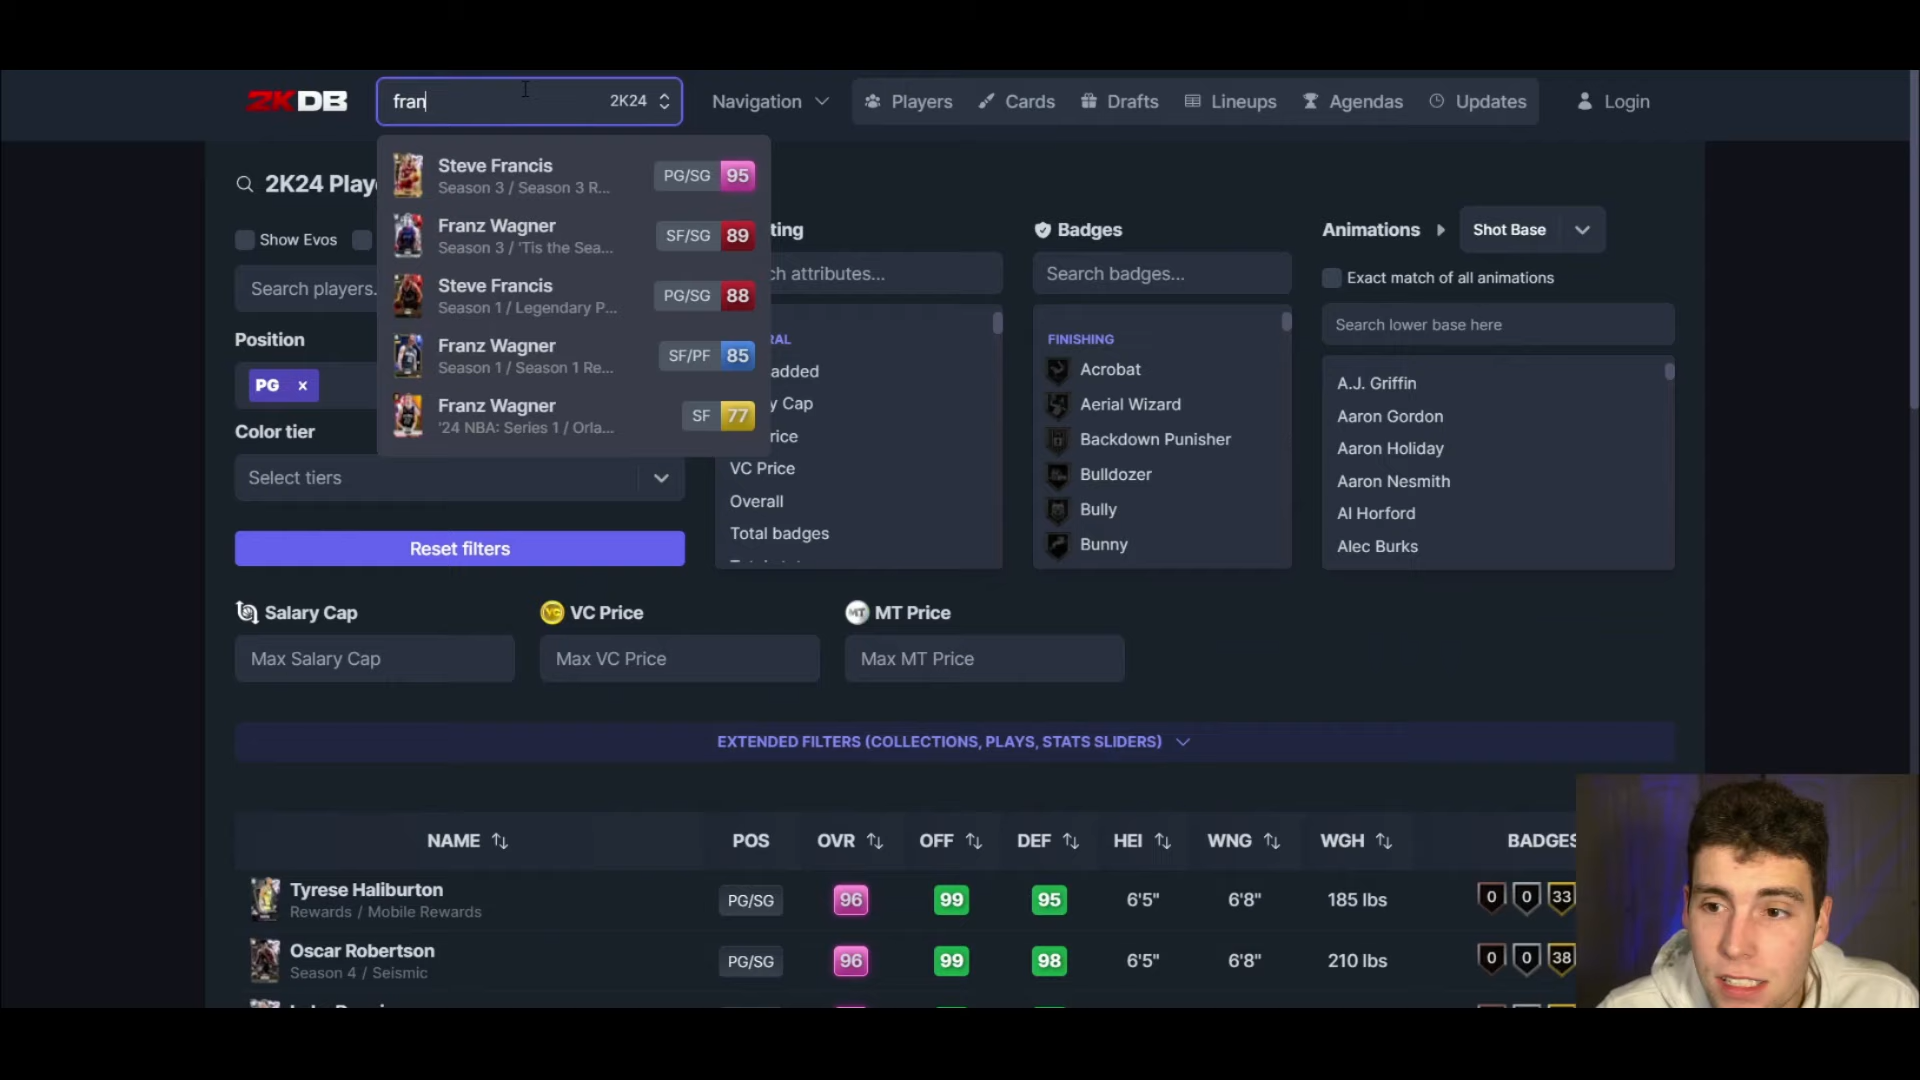 2KDB
fran
2K24
Navigation
Players
Cards
Drafts
Lineups
Agendas
Updates
Login
Steve Francis
Season 3 / Season 3 R...
PG/SG 95
Franz Wagner
Season 3 / 'Tis the Sea...
SF/SG 89
Steve Francis
Season 1 / Legendary P...
PG/SG 88
Franz Wagner
Season 1 / Season 1 Re...
SF/PF 85
Franz Wagner
'24 NBA: Series 1 / Orla...
SF 77
2K24
Show Evos
Search players.
Position
PG ×
Color tier
Select tiers
Reset filters
attributes...
added
Cap
VC Price
Overall
Total badges
Badges
Search badges...
FINISHING
Acrobat
Aerial Wizard
Backdown Punisher
Bulldozer
Bully
Bunny
Animations
Shot Base
Exact match of all animations
Search lower base here
A.J. Griffin
Aaron Gordon
Aaron Holiday
Aaron Nesmith
Al Horford
Alec Burks
Salary Cap
Max Salary Cap
VC VC Price
Max VC Price
MT MT Price
Max MT Price
EXTENDED FILTERS (COLLECTIONS, PLAYS, STATS SLIDERS)
NAME POS OVR OFF DEF HEI WNG WGH BADGES
Tyrese Haliburton
Rewards / Mobile Rewards
PG/SG 96 99 95 6'5" 6'8" 185 lbs 0 0 33
Oscar Robertson
Season 4 / Seismic
PG/SG 96 99 98 6'5" 6'8" 210 lbs 0 0 38